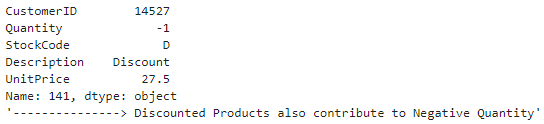 CustomerID 14527
Quantity -1
StockCode D
Description Discount
UnitPrice 27.5
Name: 141, dtype: object
'---------------> Discounted Products also contribute to Negative Quantity'